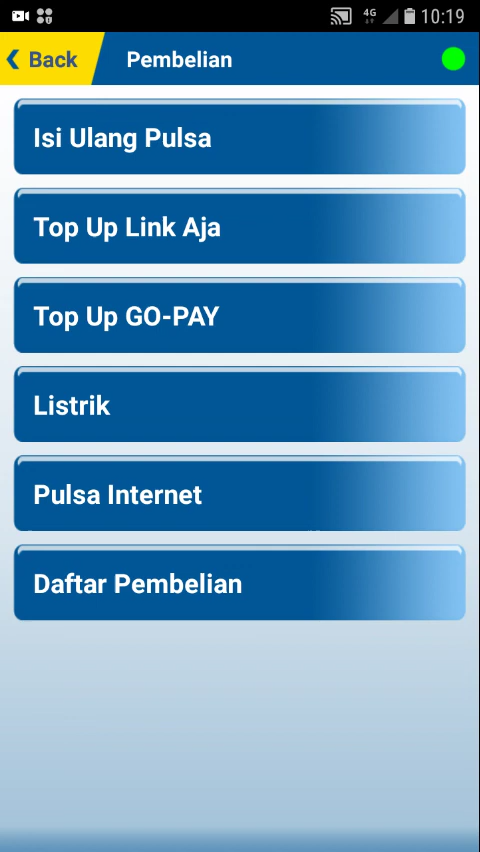 4G 10:19
Back Pembelian
Isi Ulang Pulsa
Top Up Link Aja
Top Up GO-PAY
Listrik
Pulsa Internet
Daftar Pembelian